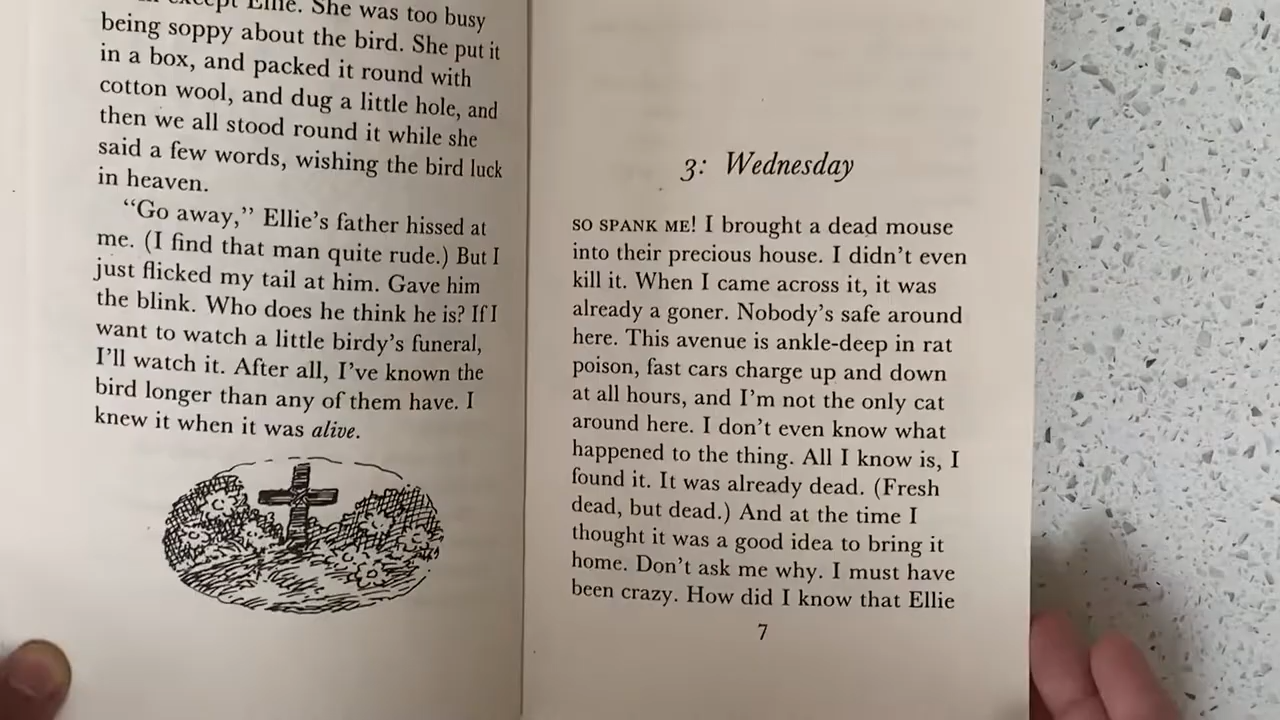 except Ellie. She was too busy
being soppy about the bird. She put it
in a box, and packed it round with
cotton wool, and dug a little hole, and
then we all stood round it while she
said a few words, wishing the bird luck
in heaven.
“Go away,” Ellie’s father hissed at
me. (I find that man quite rude.) But I
just flicked my tail at him. Gave him
the blink. Who does he think he is? If I
want to watch a little birdy’s funeral,
I’ll watch it. After all, I’ve known the
bird longer than any of them have. I
knew it when it was alive.
3: Wednesday
SO SPANK ME! I brought a dead mouse
into their precious house. I didn’t even
kill it. When I came across it, it was
already a goner. Nobody’s safe around
here. This avenue is ankle-deep in rat
poison, fast cars charge up and down
at all hours, and I’m not the only cat
around here. I don’t even know what
happened to the thing. All I know is, I
found it. It was already dead. (Fresh
dead, but dead.) And at the time I
thought it was a good idea to bring it
home. Don’t ask me why. I must have
been crazy. How did I know that Ellie
7